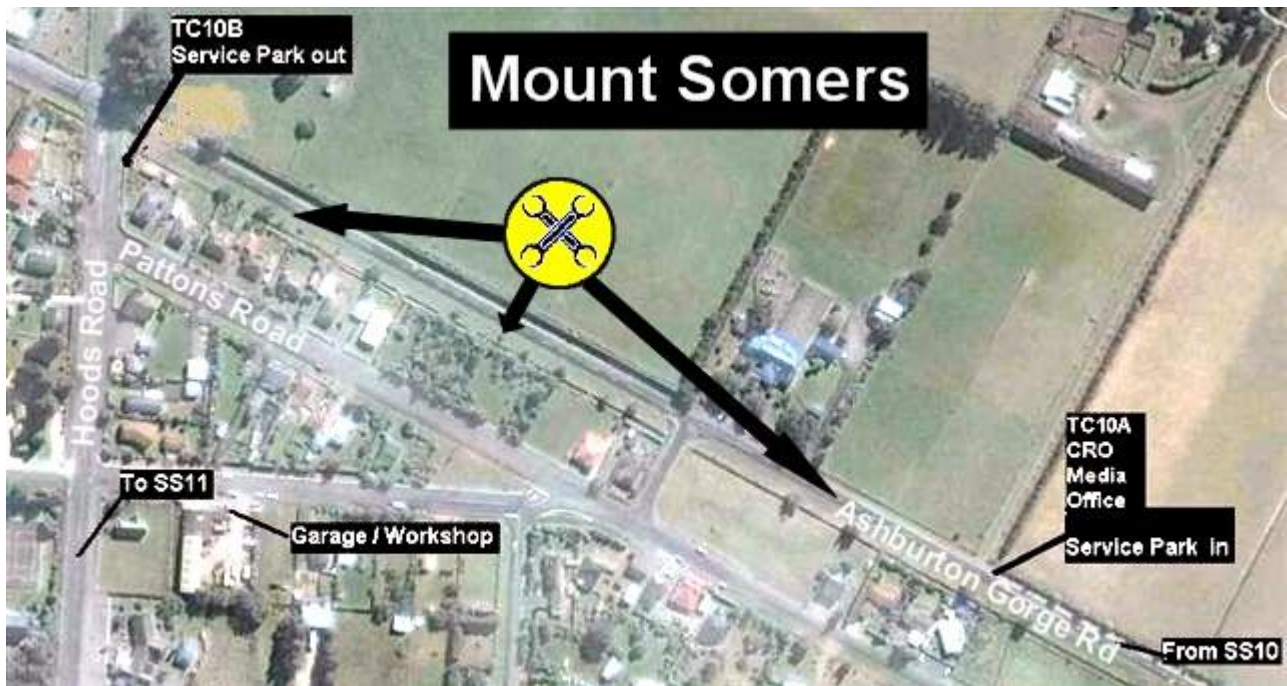 TC10B
Service Park out
Mount Somers
Pattons Road
Hoods Road
TC10A
CRO
Media
Office
Service Park in
To SS11
Garage / Workshop
Ashburton Gorge Rd
From SS10